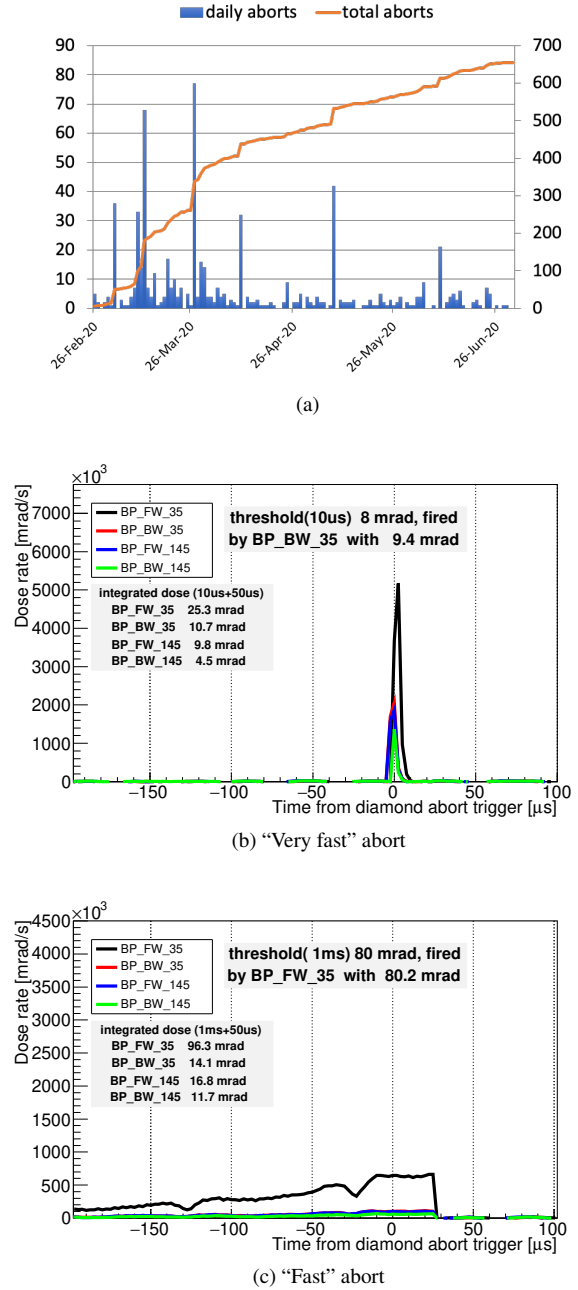 daily aborts total aborts
90 700
80 600
70 500
60 400
50 300
40 200
30 100
20 0
10
0
26-Feb-20 26-Mar-20 26-Apr-20 26-May-20 26-Jun-20
(a)
×10³
Dose rate [mrad/s]
7000
6000
5000
4000
3000
2000
1000
0
BP_FW_35
BP_BW_35
BP_FW_145
BP_BW_145
threshold(10us) 8 mrad, fired
by BP_BW_35 with 9.4 mrad
integrated dose (10us+50us)
BP_FW_35 25.3 mrad
BP_BW_35 10.7 mrad
BP_FW_145 9.8 mrad
BP_BW_145 4.5 mrad
−150 −100 −50 0 50 100
Time from diamond abort trigger [μs]
(b) “Very fast” abort
×10³
Dose rate [mrad/s]
4500
4000
3500
3000
2500
2000
1500
1000
500
0
BP_FW_35
BP_BW_35
BP_FW_145
BP_BW_145
threshold( 1ms) 80 mrad, fired
by BP_FW_35 with 80.2 mrad
integrated dose (1ms+50us)
BP_FW_35 96.3 mrad
BP_BW_35 14.1 mrad
BP_FW_145 16.8 mrad
BP_BW_145 11.7 mrad
−150 −100 −50 0 50 100
Time from diamond abort trigger [μs]
(c) “Fast” abort